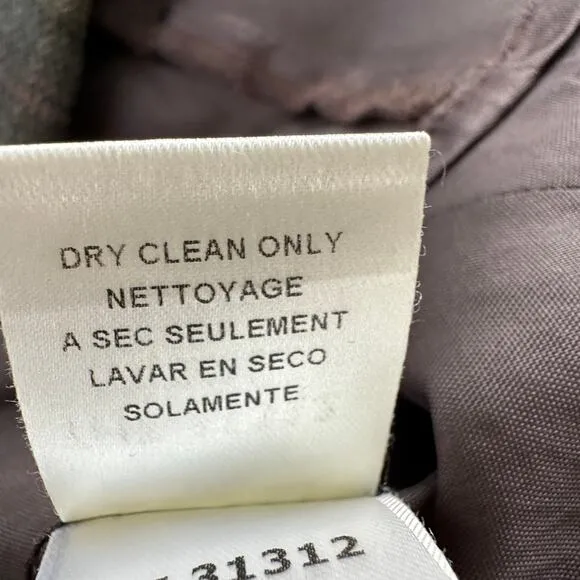 DRY CLEAN ONLY
NETTOYAGE
A SEC SEULEMENT
LAVAR EN SECO
SOLAMENTE
31312